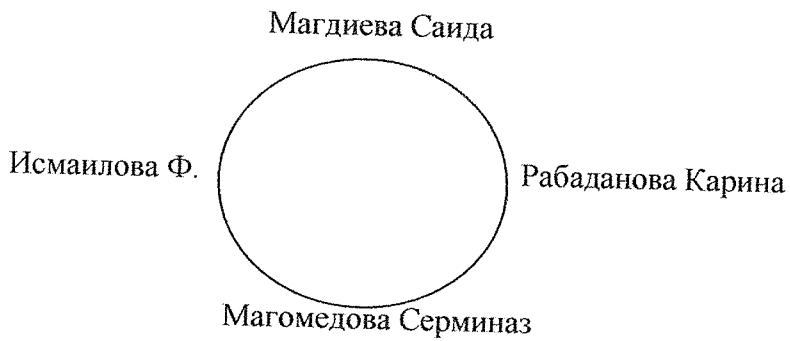 Магдиева Саида
Исмаилова Ф.
Рабаданова Карина
Магомедова Серминаз